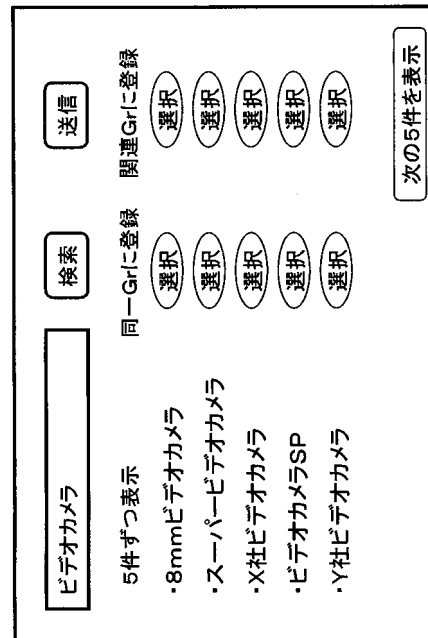 ビデオカメラ 検索 送信
5件ずつ表示 同一Grに登録 関連Grに登録
・8mmビデオカメラ 選択 選択
・スーパービデオカメラ 選択 選択
・X社ビデオカメラ 選択 選択
・ビデオカメラSP 選択 選択
・Y社ビデオカメラ 選択 選択
次の5件を表示